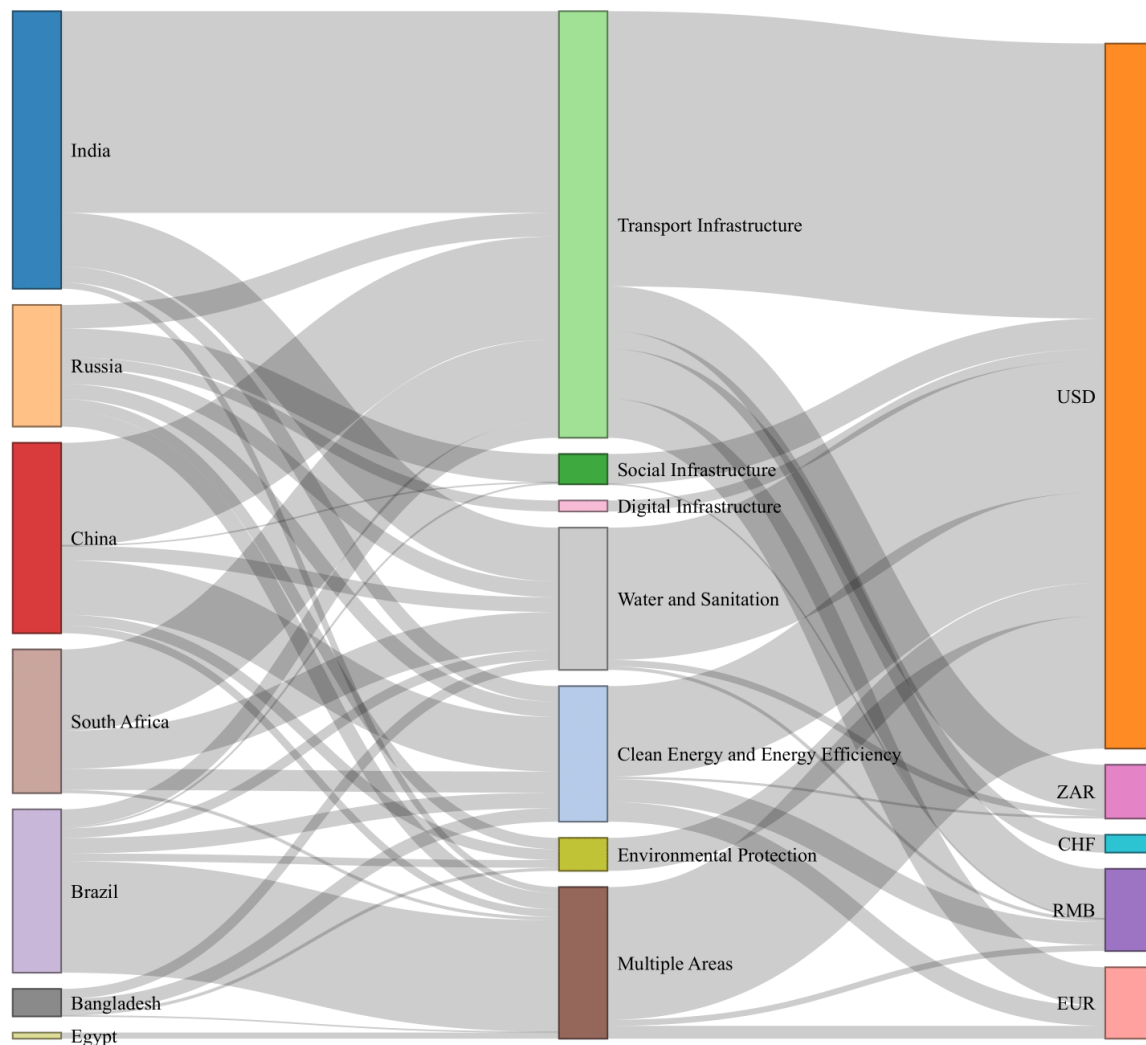 India
Russia
China
South Africa
Brazil
Bangladesh
Egypt
Transport Infrastructure
Social Infrastructure
Digital Infrastructure
Water and Sanitation
Clean Energy and Energy Efficiency
Environmental Protection
Multiple Areas
USD
ZAR
CHF
RMB
EUR